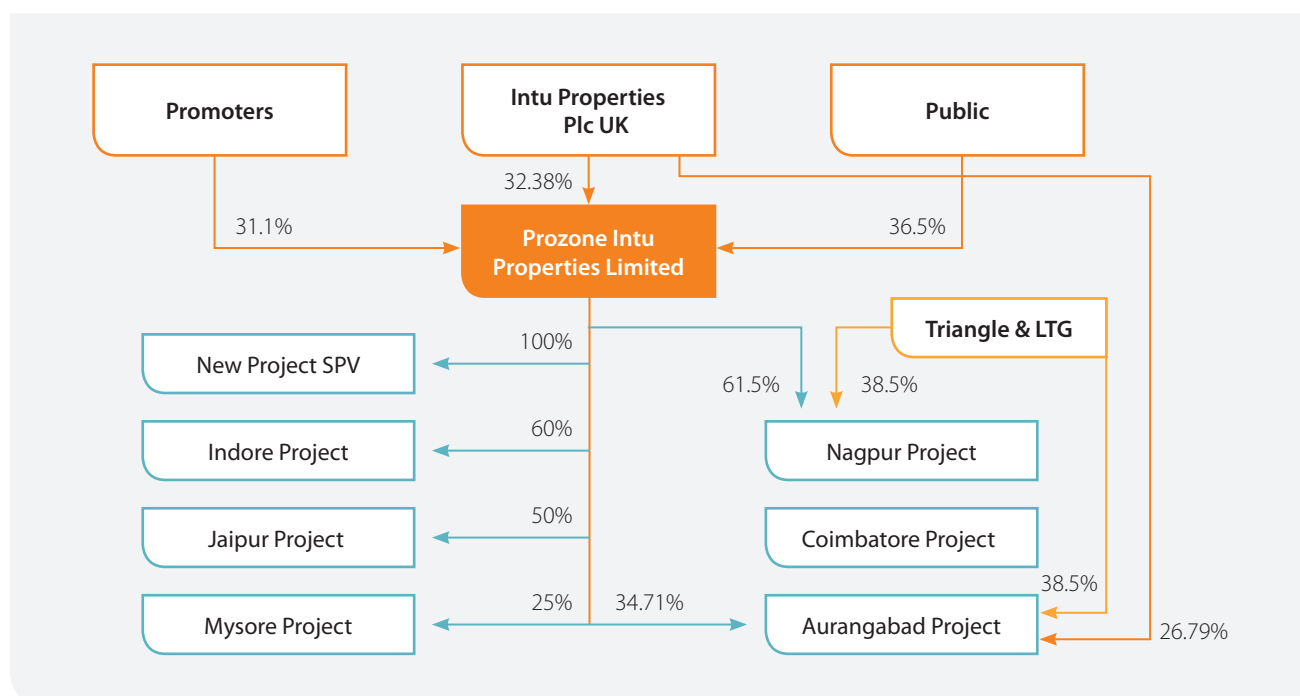 Promoters
Intu Properties
Plc UK
Public
32.38%
31.1%
36.5%
Prozone Intu
Properties Limited
Triangle & LTG
100%
New Project SPV
61.5%
38.5%
60%
Indore Project
Nagpur Project
50%
Jaipur Project
Coimbatore Project
38.5%
25%
34.71%
Mysore Project
Aurangabad Project
26.79%